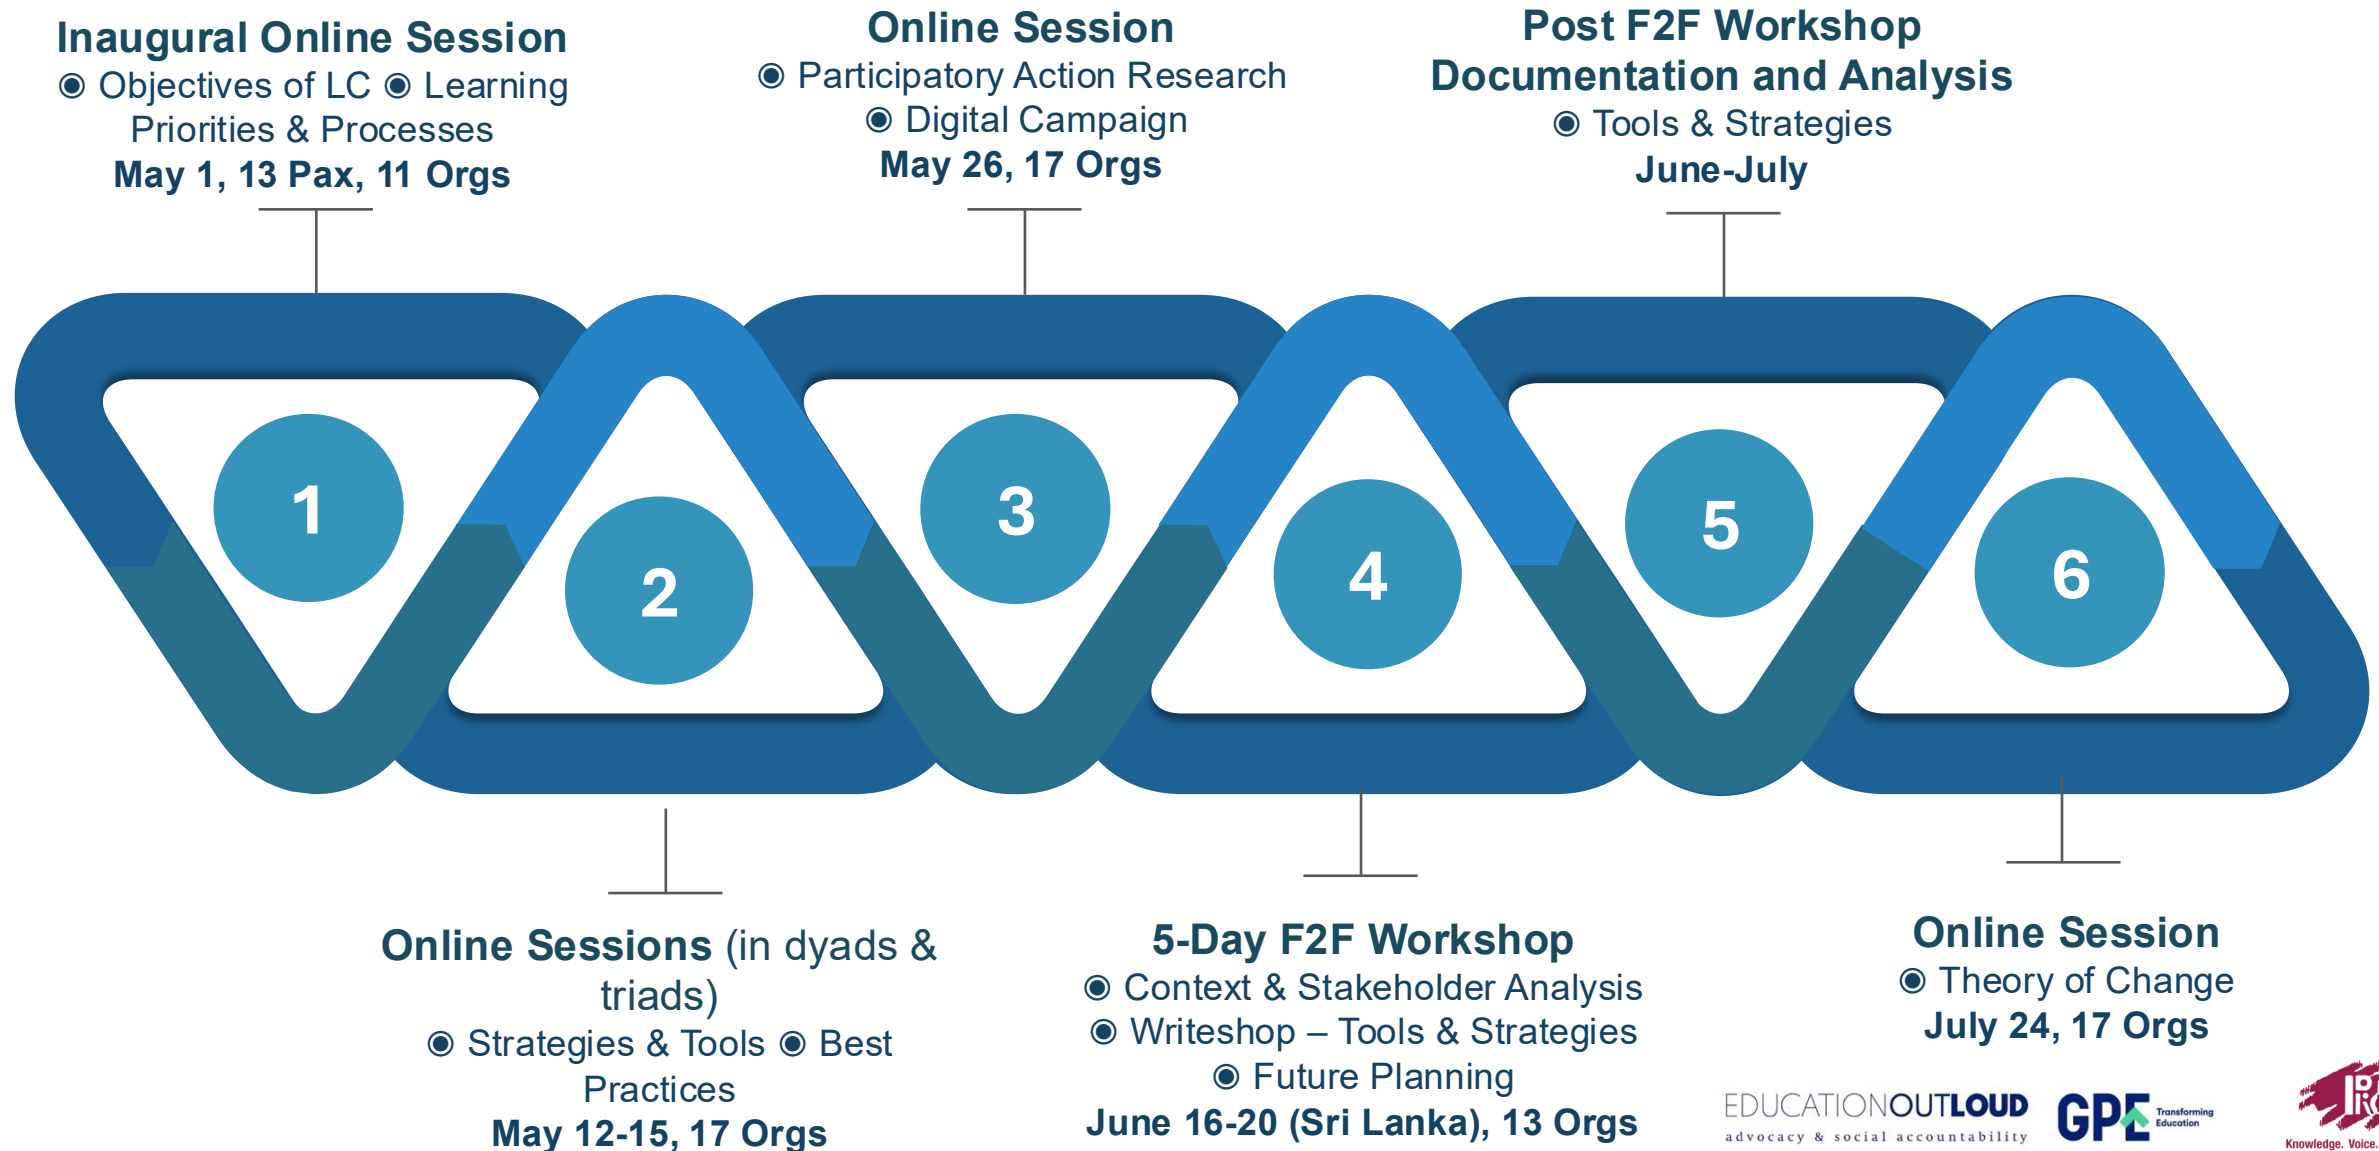 Inaugural Online Session
◉ Objectives of LC ◉ Learning
Priorities & Processes
May 1, 13 Pax, 11 Orgs
Online Session
◉ Participatory Action Research
◉ Digital Campaign
May 26, 17 Orgs
Post F2F Workshop
Documentation and Analysis
◉ Tools & Strategies
June-July
1
2
3
4
5
6
Online Sessions (in dyads &
triads)
◉ Strategies & Tools ◉ Best
Practices
May 12-15, 17 Orgs
5-Day F2F Workshop
◉ Context & Stakeholder Analysis
◉ Writeshop – Tools & Strategies
◉ Future Planning
June 16-20 (Sri Lanka), 13 Orgs
Online Session
◉ Theory of Change
July 24, 17 Orgs
EDUCATIONOUTLOUD
advocacy & social accountability
GPE
Transforming
Education
Knowledge. Voice.